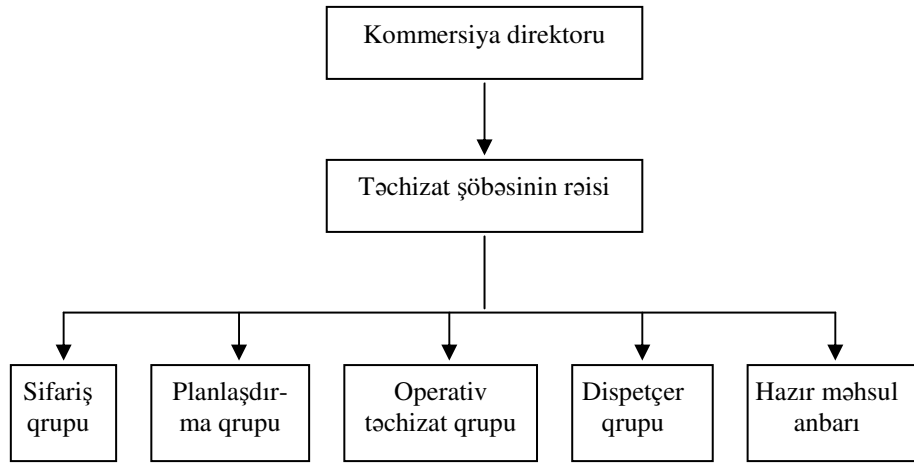 Kommersiya direktoru
Təchizat şöbəsinin rəisi
Sifariş
qrupu
Planlaşdır-
ma qrupu
Operativ
təchizat qrupu
Dispetçer
qrupu
Hazır məhsul
anbarı